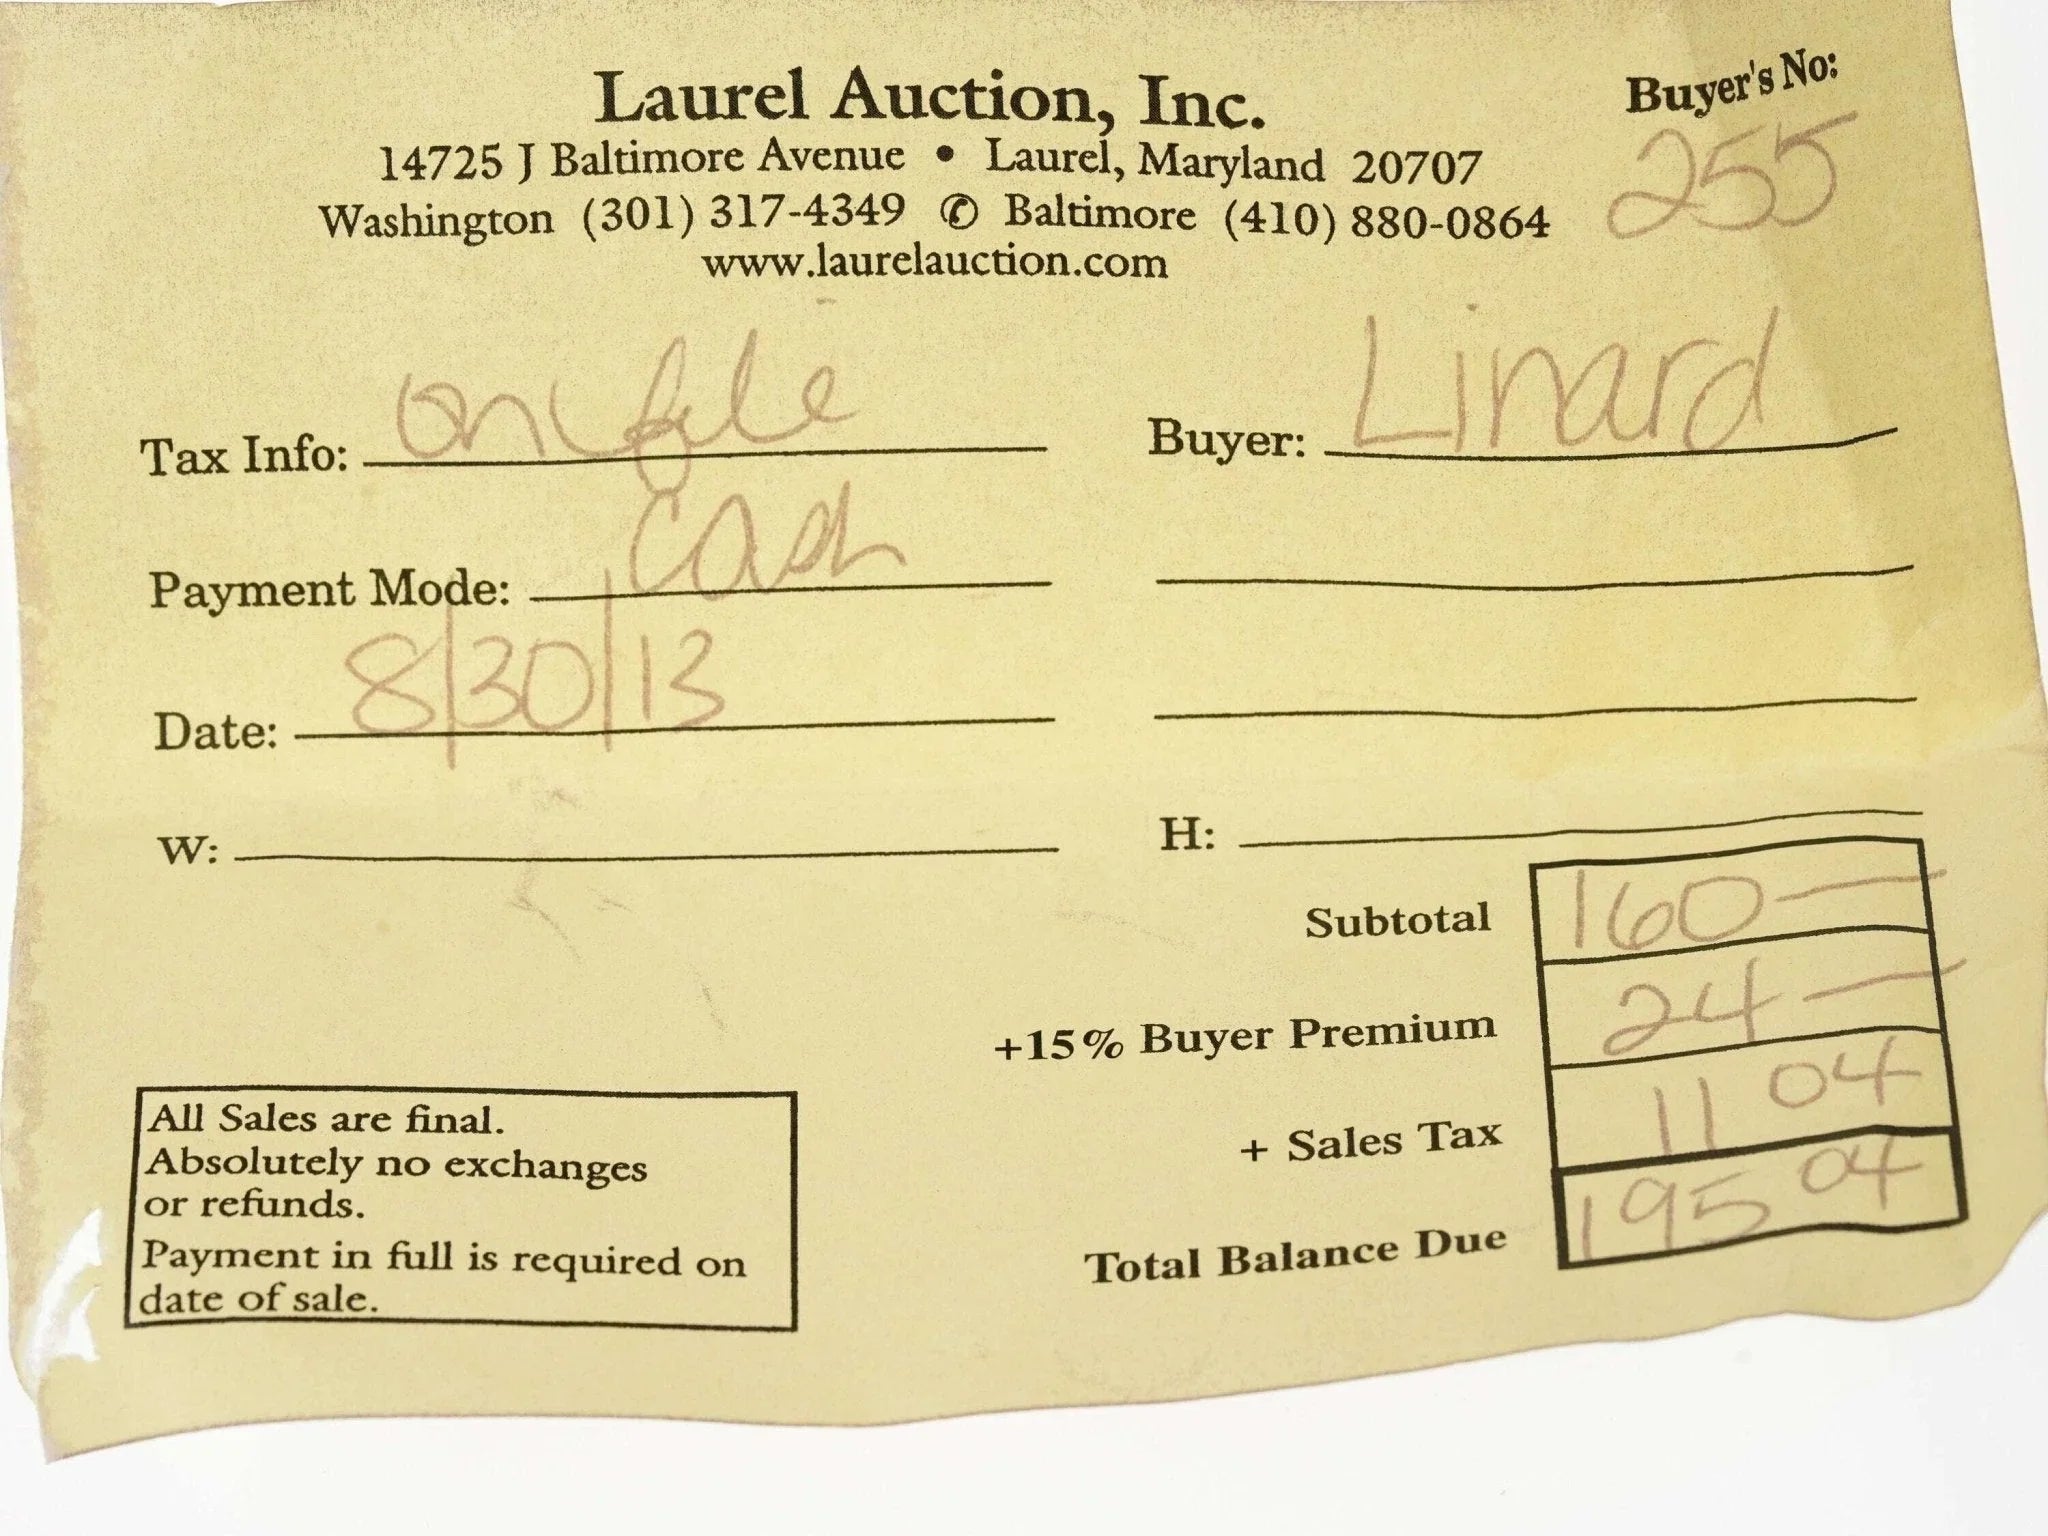 Laurel Auction, Inc.
Buyer's No:
255
14725 J Baltimore Avenue • Laurel, Maryland 20707
Washington (301) 317-4349 ✆ Baltimore (410) 880-0864
www.laurelauction.com
Tax Info: on file
Buyer: Linard
Payment Mode: Cash
Date: 8/30/13
W:
H:
Subtotal 160 —
+15% Buyer Premium 24 —
+ Sales Tax 11 04
Total Balance Due 195 04
All Sales are final.
Absolutely no exchanges
or refunds.
Payment in full is required on
date of sale.